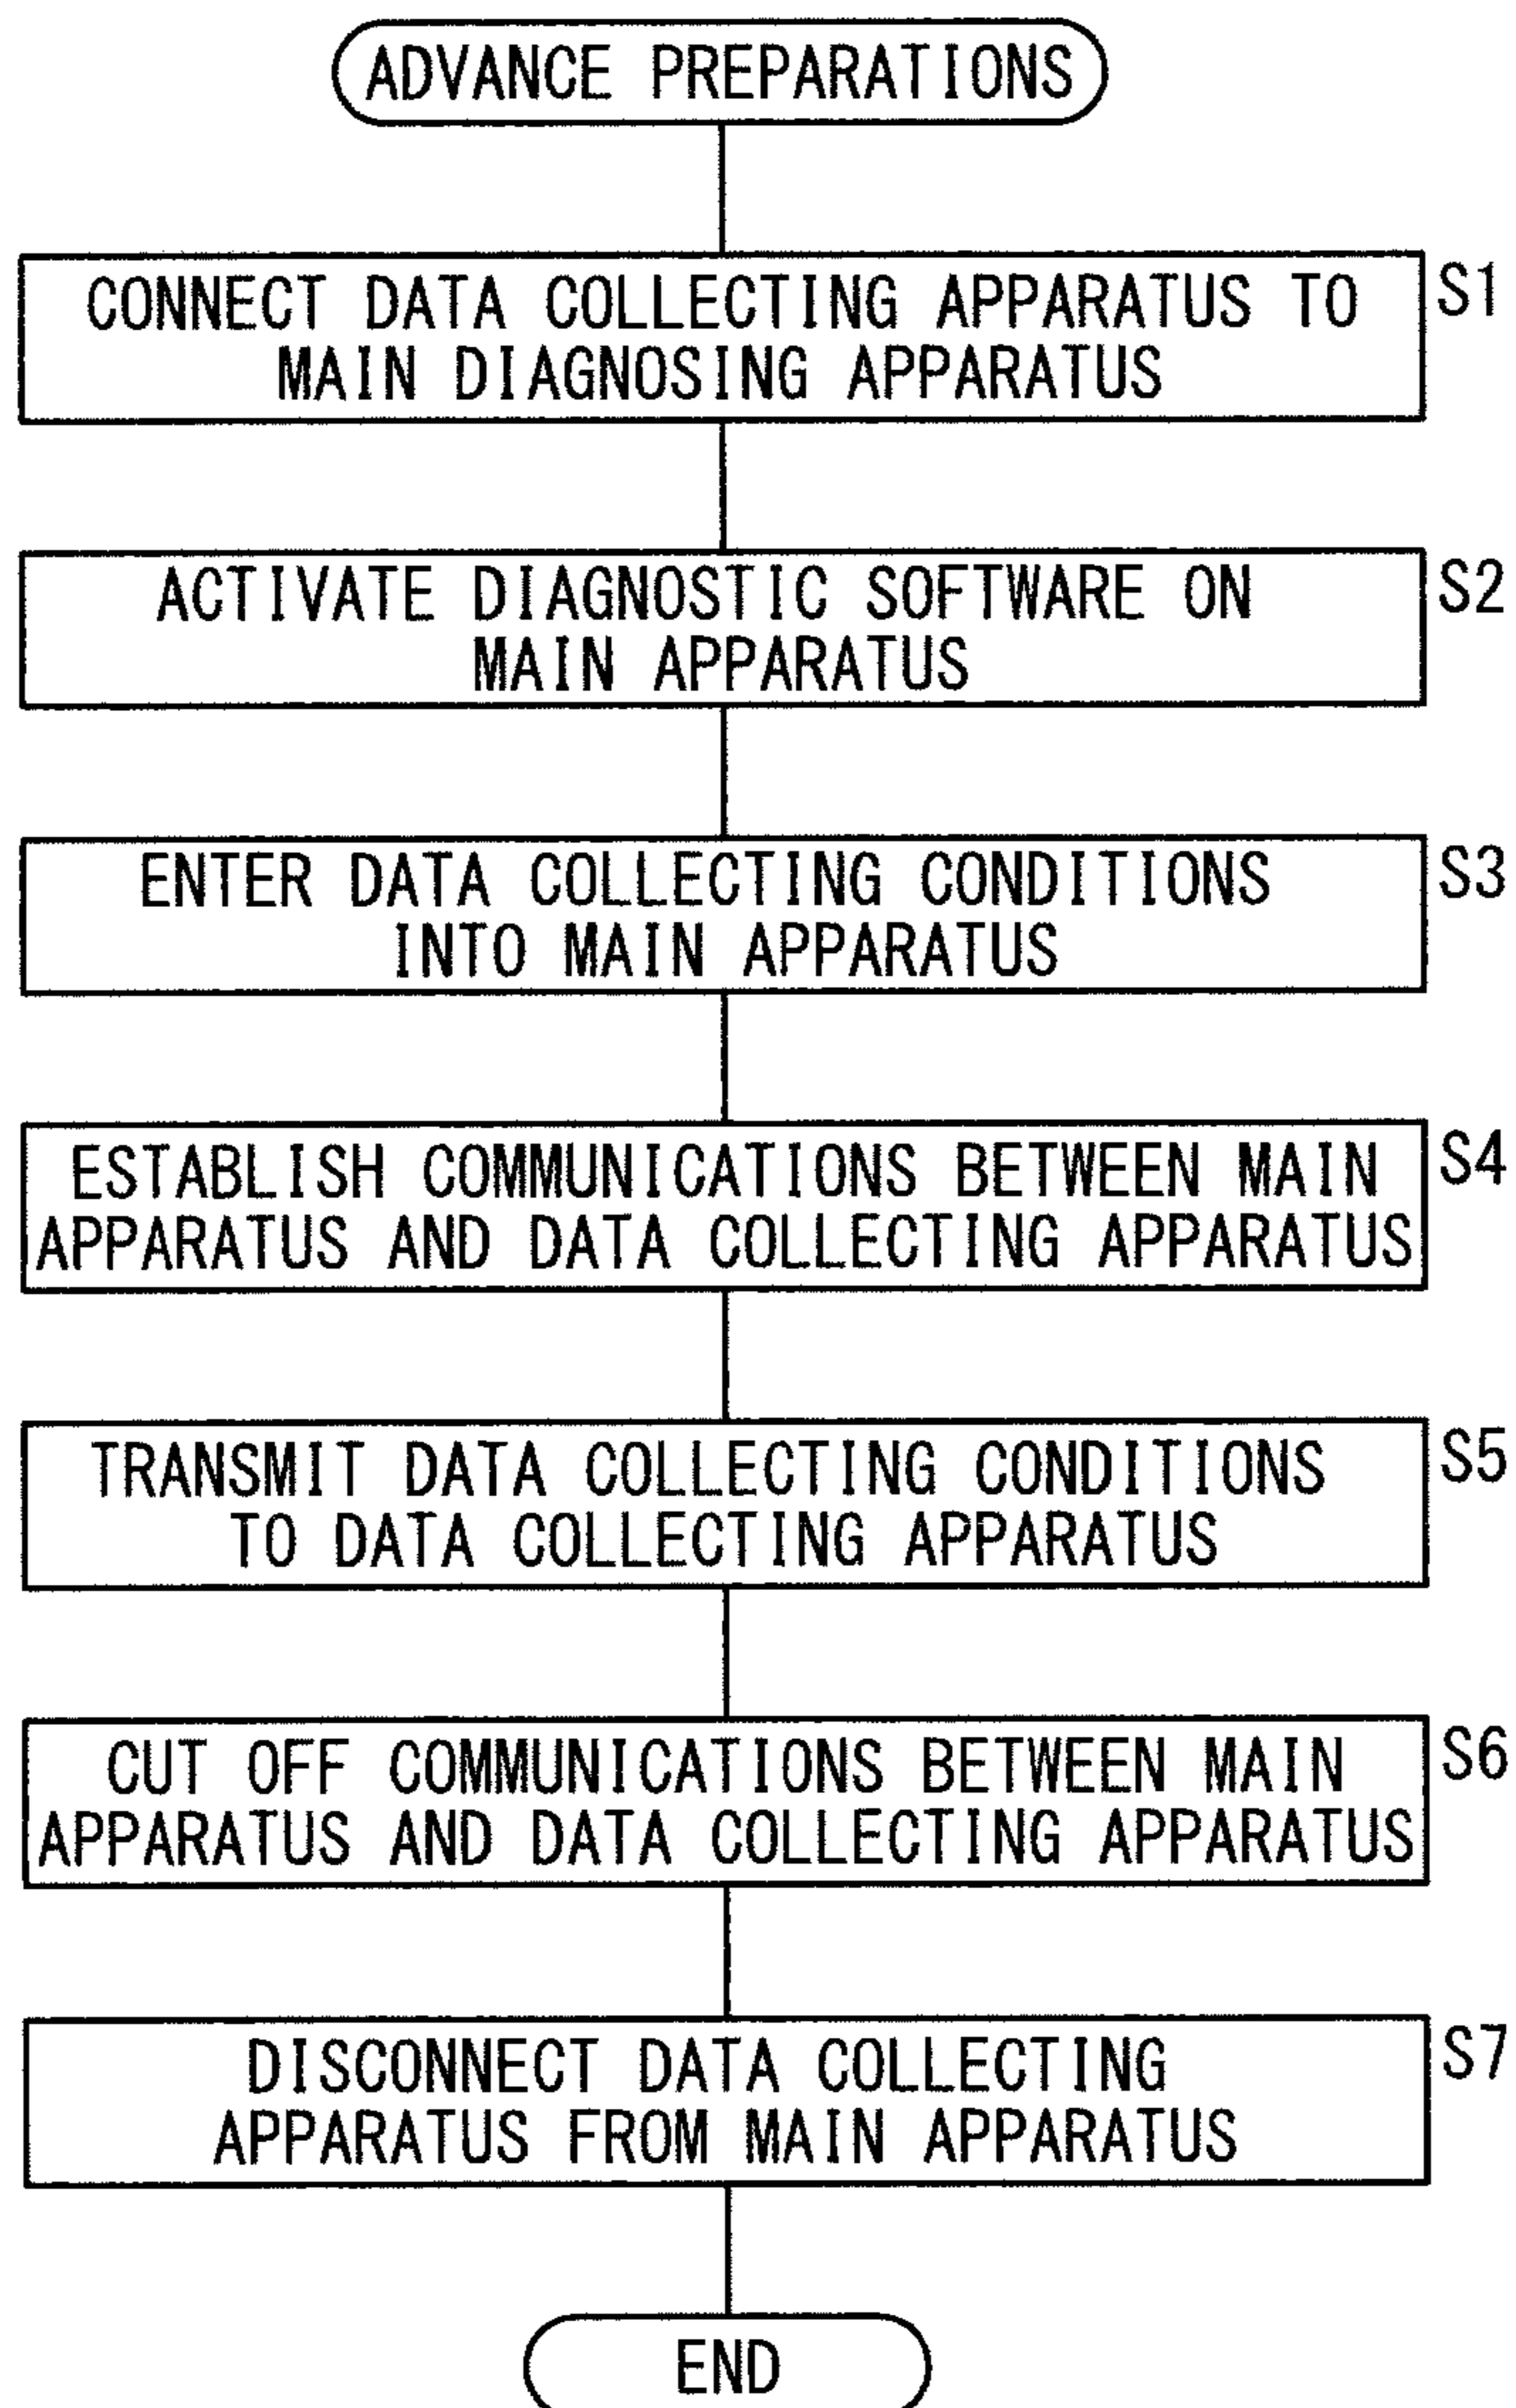 ADVANCE PREPARATIONS
CONNECT DATA COLLECTING APPARATUS TO
MAIN DIAGNOSING APPARATUS
S1
ACTIVATE DIAGNOSTIC SOFTWARE ON
MAIN APPARATUS
S2
ENTER DATA COLLECTING CONDITIONS
INTO MAIN APPARATUS
S3
ESTABLISH COMMUNICATIONS BETWEEN MAIN
APPARATUS AND DATA COLLECTING APPARATUS
S4
TRANSMIT DATA COLLECTING CONDITIONS
TO DATA COLLECTING APPARATUS
S5
CUT OFF COMMUNICATIONS BETWEEN MAIN
APPARATUS AND DATA COLLECTING APPARATUS
S6
DISCONNECT DATA COLLECTING
APPARATUS FROM MAIN APPARATUS
S7
END